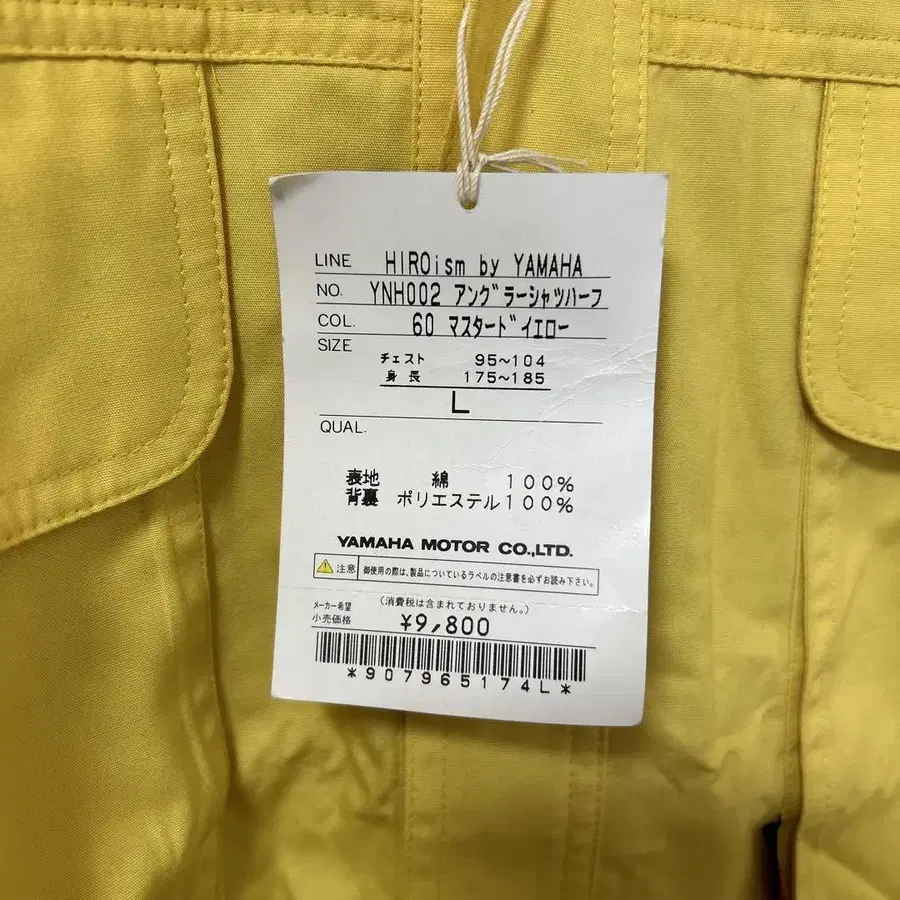 LINE HIROism by YAMAHA
NO. YNH002 アングラーシャツハーフ
COL. 60 マスタードイエロー
SIZE
チェスト 95~104
身長 175~185
L
QUAL.
表地 綿 100%
背裏 ポリエステル100%
YAMAHA MOTOR CO.,LTD.
注意 御使用の際は、製品についているラベルの注意書を必ずお読み下さい。
メーカー希望 (消費税は含まれておりません。)
小売価格 ¥9,800
*907965174L*